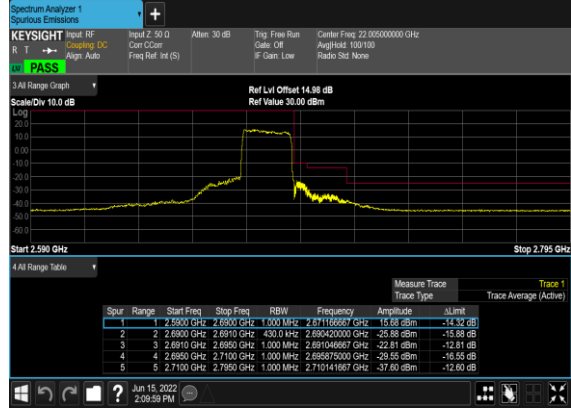 Spectrum Analyzer 1
Spurious Emissions
KEYSIGHT Input: RF Input Z: 50 Ω Atten: 30 dB Trig: Free Run Center Freq: 22.005000000 GHz
R T Coupling: DC Corr CCorr Gate: Off Avg|Hold: 100/100
Align: Auto Freq Ref: Int (S) IF Gain: Low Radio Std: None
PASS
3 All Range Graph
Ref Lvl Offset 14.98 dB
Scale/Div 10.0 dB Ref Value 30.00 dBm
Log
20.0
10.0
0.00
-10.0
-20.0
-30.0
-40.0
-50.0
-60.0
Start 2.590 GHz Stop 2.795 GHz
4 All Range Table
Measure Trace Trace 1
Trace Type Trace Average (Active)
Spur Range Start Freq Stop Freq RBW Frequency Amplitude ΔLimit
1 1 2.5900 GHz 2.6900 GHz 1.000 MHz 2.671166667 GHz 15.68 dBm -14.32 dB
2 2 2.6900 GHz 2.6910 GHz 430.0 kHz 2.690420000 GHz -25.88 dBm -15.88 dB
3 3 2.6910 GHz 2.6950 GHz 1.000 MHz 2.691046667 GHz -22.81 dBm -12.81 dB
4 4 2.6950 GHz 2.7100 GHz 1.000 MHz 2.695875000 GHz -29.55 dBm -16.55 dB
5 5 2.7100 GHz 2.7950 GHz 1.000 MHz 2.710141667 GHz -37.60 dBm -12.60 dB
? Jun 15, 2022
2:09:59 PM